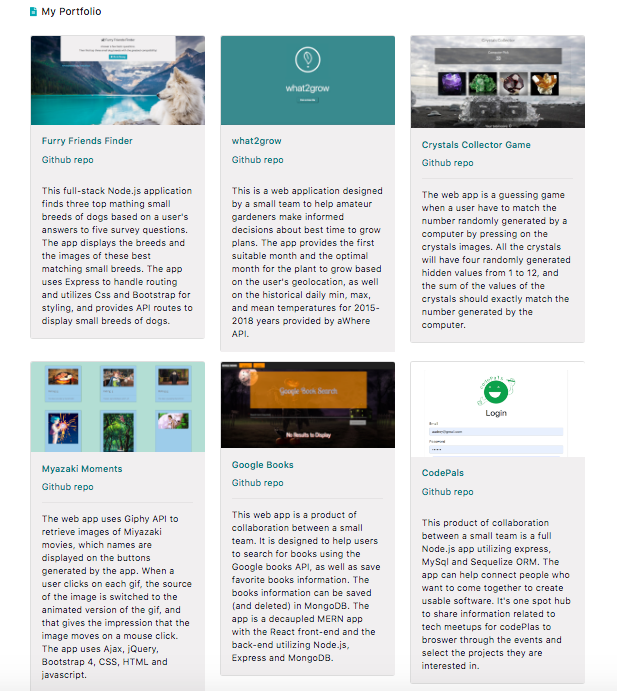 My Portfolio
Furry Friends Finder
what2grow
Furry Friends Finder
Github repo
This full-stack Node.js application
finds three top mathing small
breeds of dogs based on a user's
answers to five survey questions.
The app displays the breeds and
the images of these best
matching small breeds. The app
uses Express to handle routing
and utilizes Css and Bootstrap for
styling, and provides API routes to
display small breeds of dogs.
what2grow
Github repo
This is a web application designed
by a small team to help amateur
gardeners make informed
decisions about best time to grow
plans. The app provides the first
suitable month and the optimal
month for the plant to grow based
on the user's geolocation, as well
on the historical daily min, max,
and mean temperatures for 2015-
2018 years provided by aWhere
API.
Crystals Collector Game
Github repo
The web app is a guessing game
when a user have to match the
number randomly generated by a
computer by pressing on the
crystals images. All the crystals
will have four randomly generated
hidden values from 1 to 12, and
the sum of the values of the
crystals should exactly match the
number generated by the
computer.
Myazaki Moments
Github repo
The web app uses Giphy API to
retrieve images of Miyazaki
movies, which names are
displayed on the buttons
generated by the app. When a
user clicks on each gif, the source
of the image is switched to the
animated version of the gif, and
that gives the impression that the
image moves on a mouse click.
The app uses Ajax, jQuery,
Bootstrap 4, CSS, HTML and
javascript.
Google Book Search
No Results to Display
Google Books
Github repo
This web app is a product of
collaboration between a small
team. It is designed to help users
to search for books using the
Google books API, as well as save
favorite books information. The
books information can be saved
(and deleted) in MongoDB. The
app is a decaupled MERN app
with the React front-end and the
back-end utilizing Node.js,
Express and MongoDB.
Login
Email
Password
CodePals
Github repo
This product of collaboration
between a small team is a full
Node.js app utilizing express,
MySql and Sequelize ORM. The
app can help connect people who
want to come together to create
usable software. It's one spot hub
to share information related to
tech meetups for codePlas to
broswer through the events and
select the projects they are
interested in.